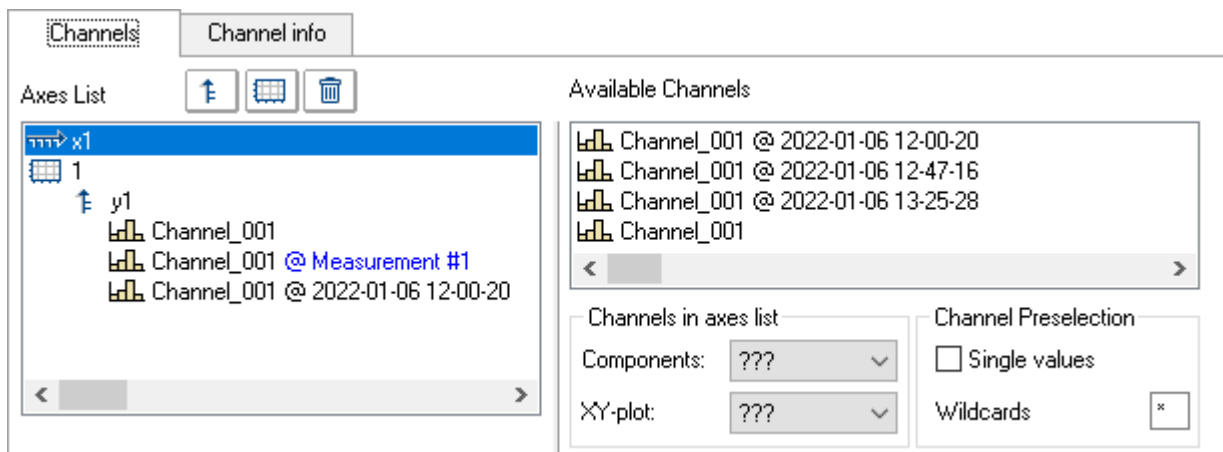 Channels
Channel info
Axes List
x1
1
y1
Channel_001
Channel_001 @ Measurement #1
Channel_001 @ 2022-01-06 12-00-20
Available Channels
Channel_001 @ 2022-01-06 12-00-20
Channel_001 @ 2022-01-06 12-47-16
Channel_001 @ 2022-01-06 13-25-28
Channel_001
Channels in axes list
Components: ???
XY-plot: ???
Channel Preselection
Single values
Wildcards *